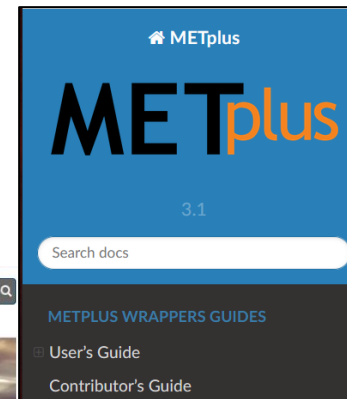 METplus
METplus
3.1
Search docs
METPLUS WRAPPERS GUIDES
User's Guide
Contributor's Guide